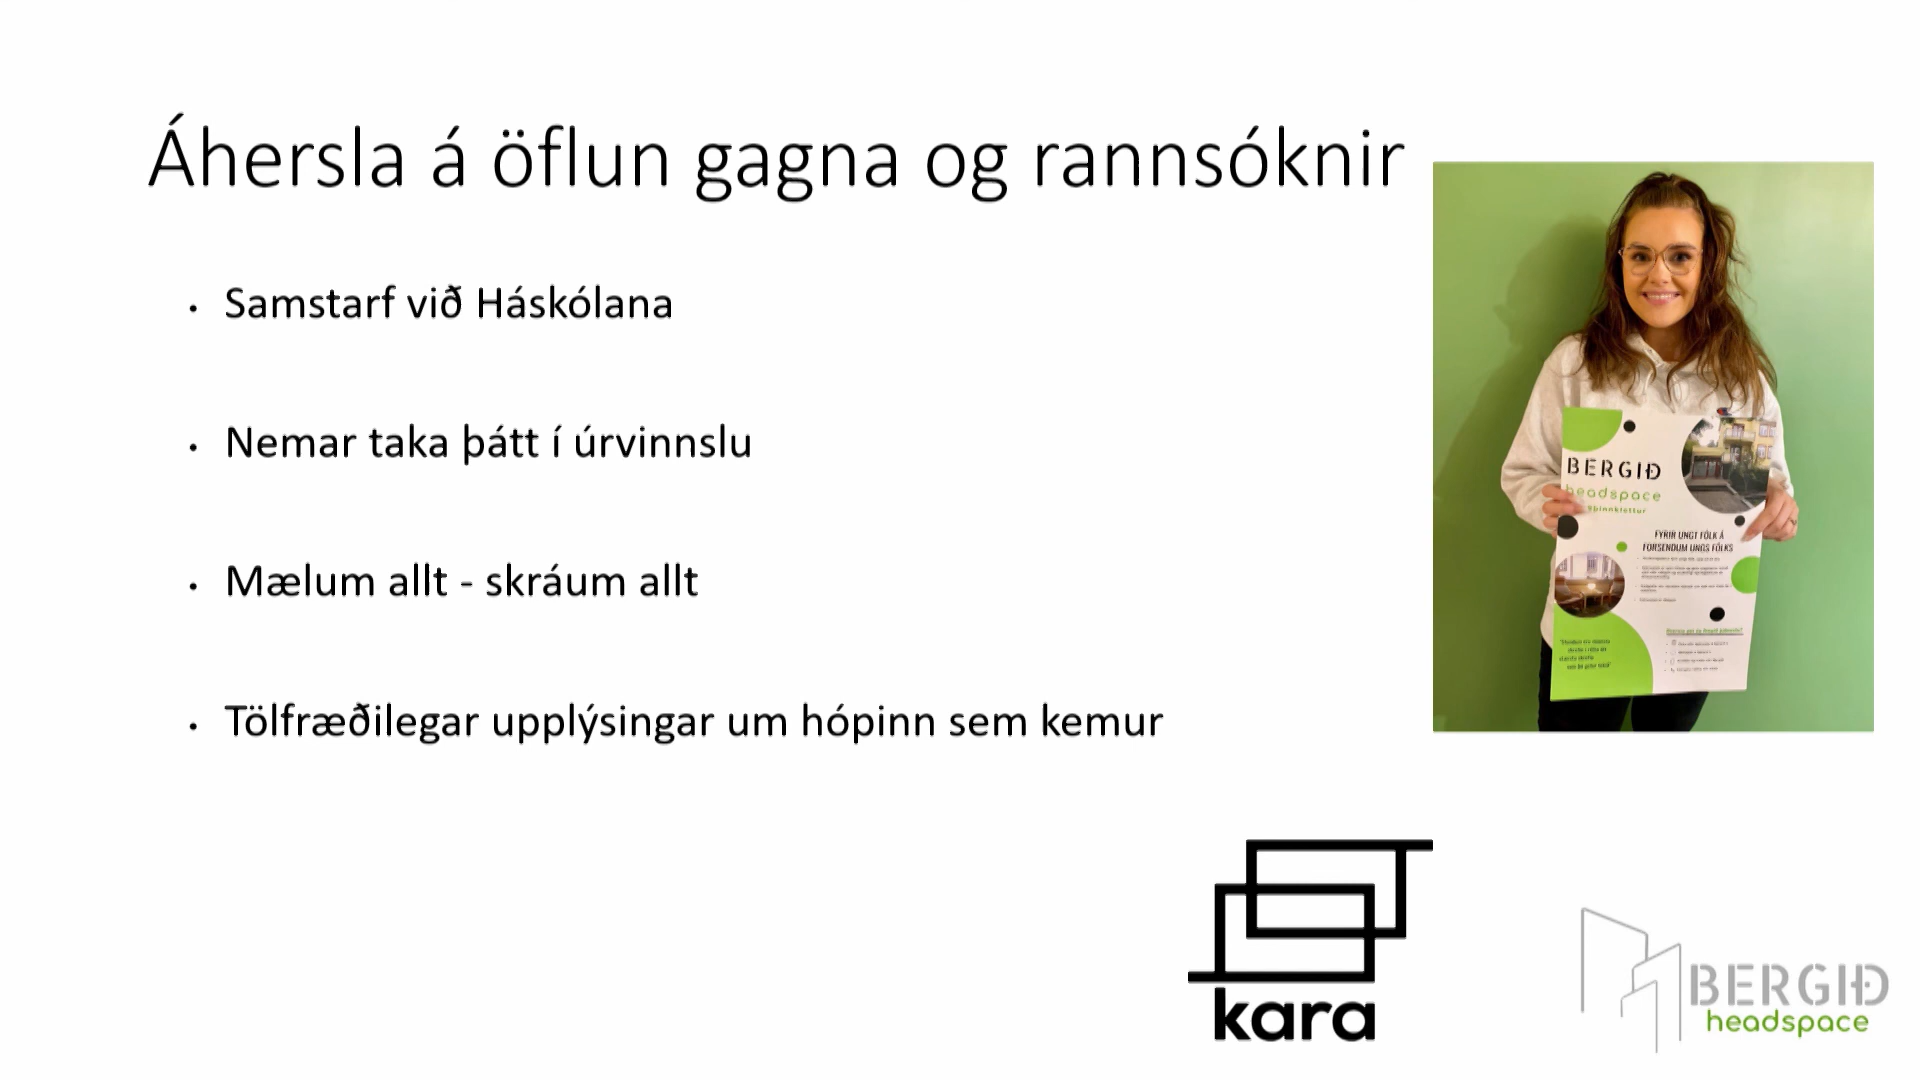 Áhersla á öflun gagna og rannsóknir
• Samstarf við Háskólana
• Nemar taka þátt í úrvinnslu
• Mælum allt - skráum allt
• Tölfræðilegar upplýsingar um hópinn sem kemur
BERGIÐ
headspace
FYRIR UNGT FÓLK Á
FORSENDUM UNGS FÓLKS
kara
BERGIÐ
headspace